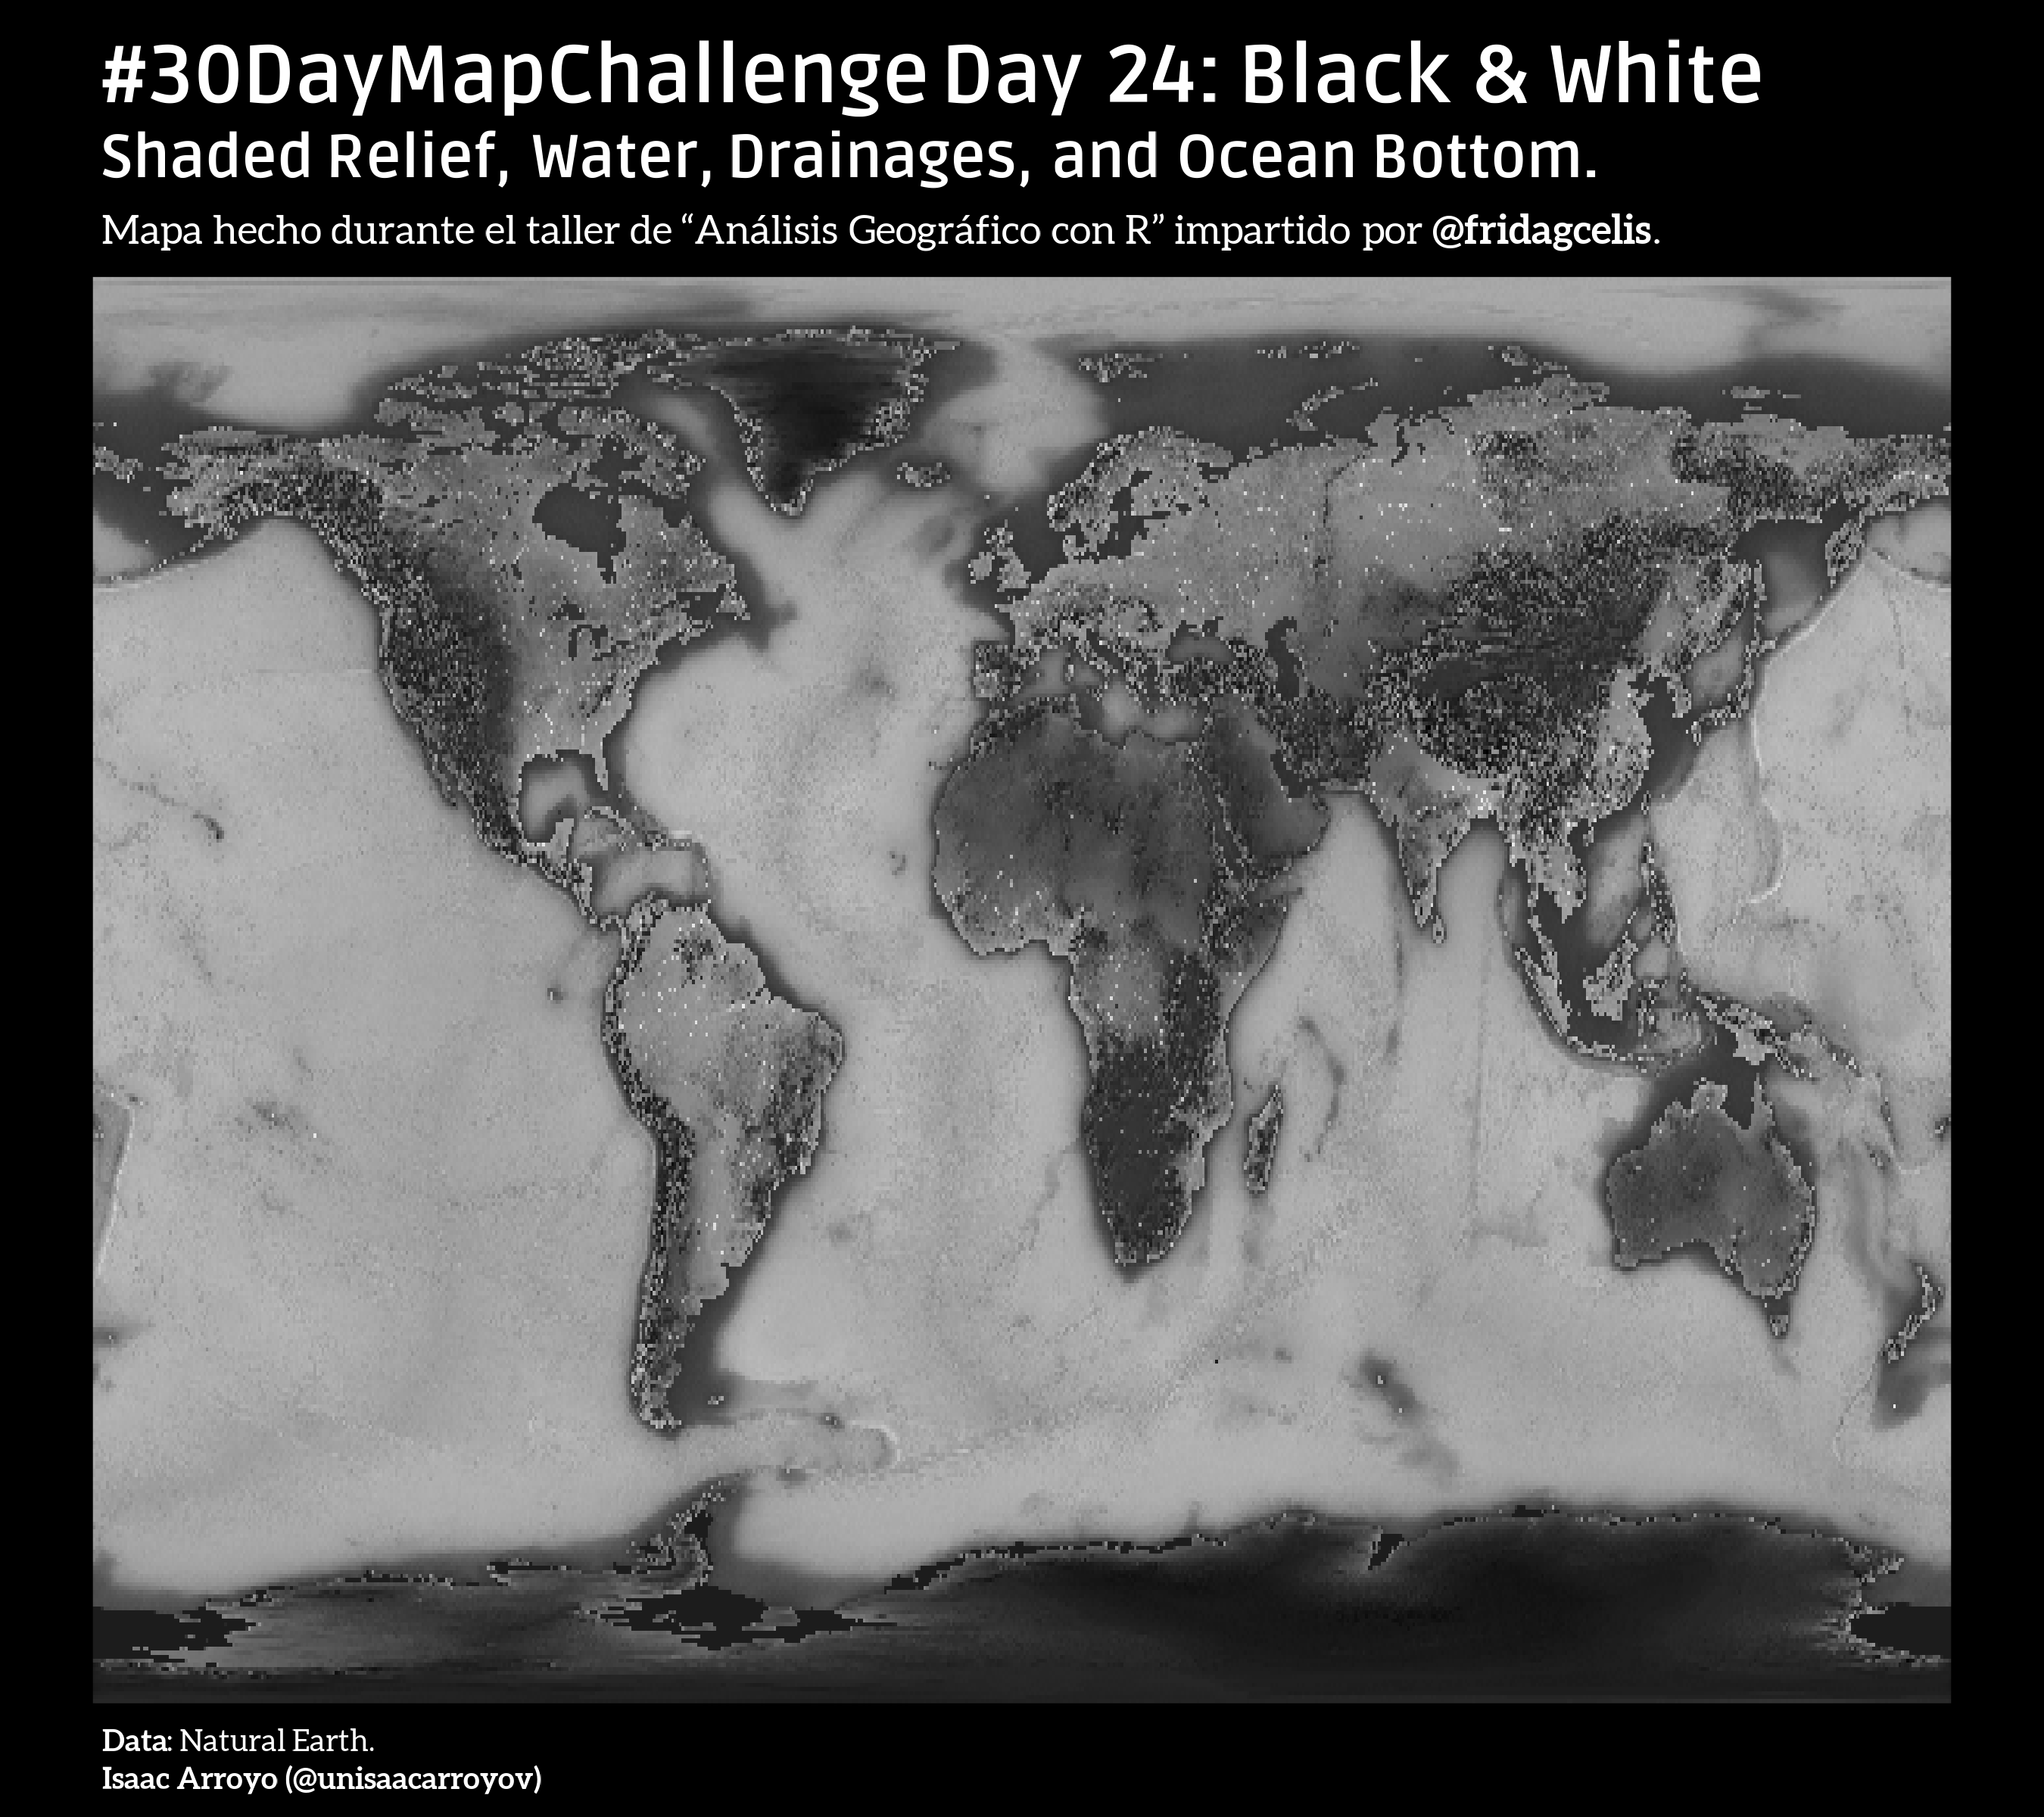 #30DayMapChallenge Day 24: Black & White
Shaded Relief, Water, Drainages, and Ocean Bottom.
Mapa hecho durante el taller de “Análisis Geográfico con R” impartido por @fridagcelis.
Data: Natural Earth.
Isaac Arroyo (@unisaacarroyov)